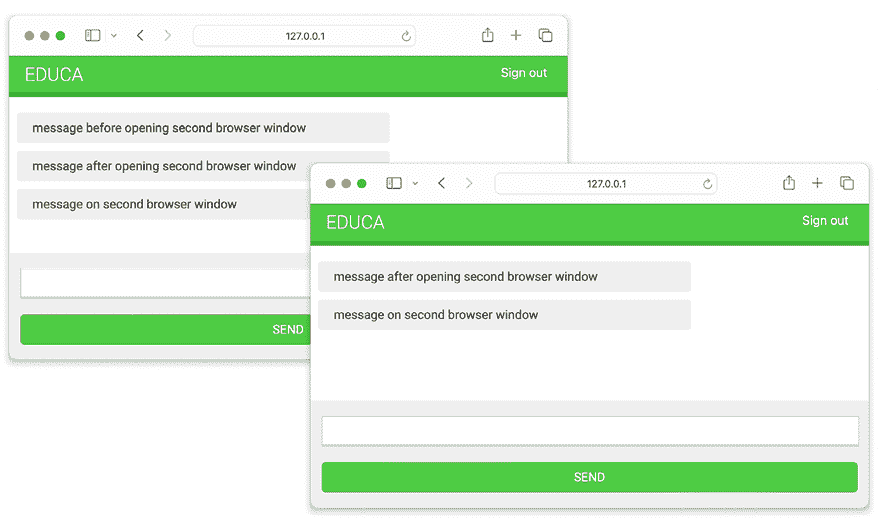 127.0.0.1
EDUCA
Sign out
message before opening second browser window
message after opening second browser window
message on second browser window
SEND
127.0.0.1
EDUCA
Sign out
message after opening second browser window
message on second browser window
SEND